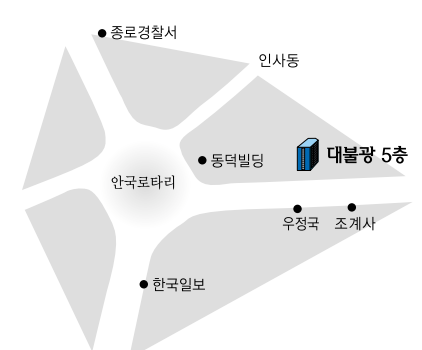 종로경찰서
인사동
대불광 5층
동덕빌딩
안국로타리
우정국
조계사
한국일보